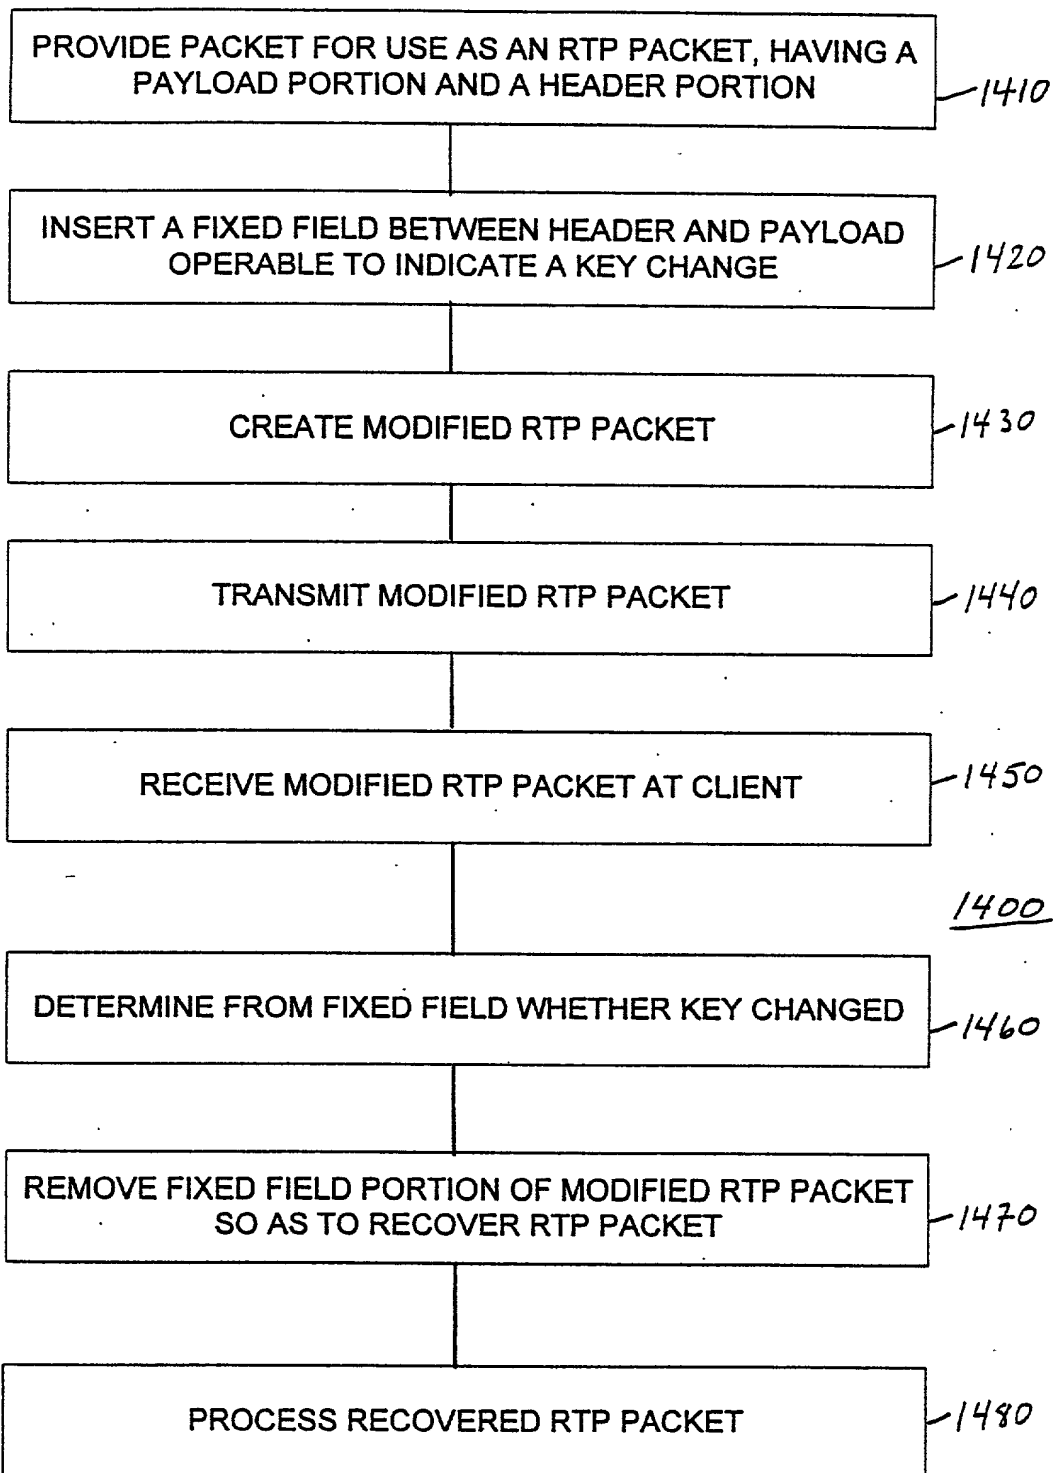 PROVIDE PACKET FOR USE AS AN RTP PACKET, HAVING A
PAYLOAD PORTION AND A HEADER PORTION
1410
INSERT A FIXED FIELD BETWEEN HEADER AND PAYLOAD
OPERABLE TO INDICATE A KEY CHANGE
1420
CREATE MODIFIED RTP PACKET
1430
TRANSMIT MODIFIED RTP PACKET
1440
RECEIVE MODIFIED RTP PACKET AT CLIENT
1450
1400
DETERMINE FROM FIXED FIELD WHETHER KEY CHANGED
1460
REMOVE FIXED FIELD PORTION OF MODIFIED RTP PACKET
SO AS TO RECOVER RTP PACKET
1470
PROCESS RECOVERED RTP PACKET
1480